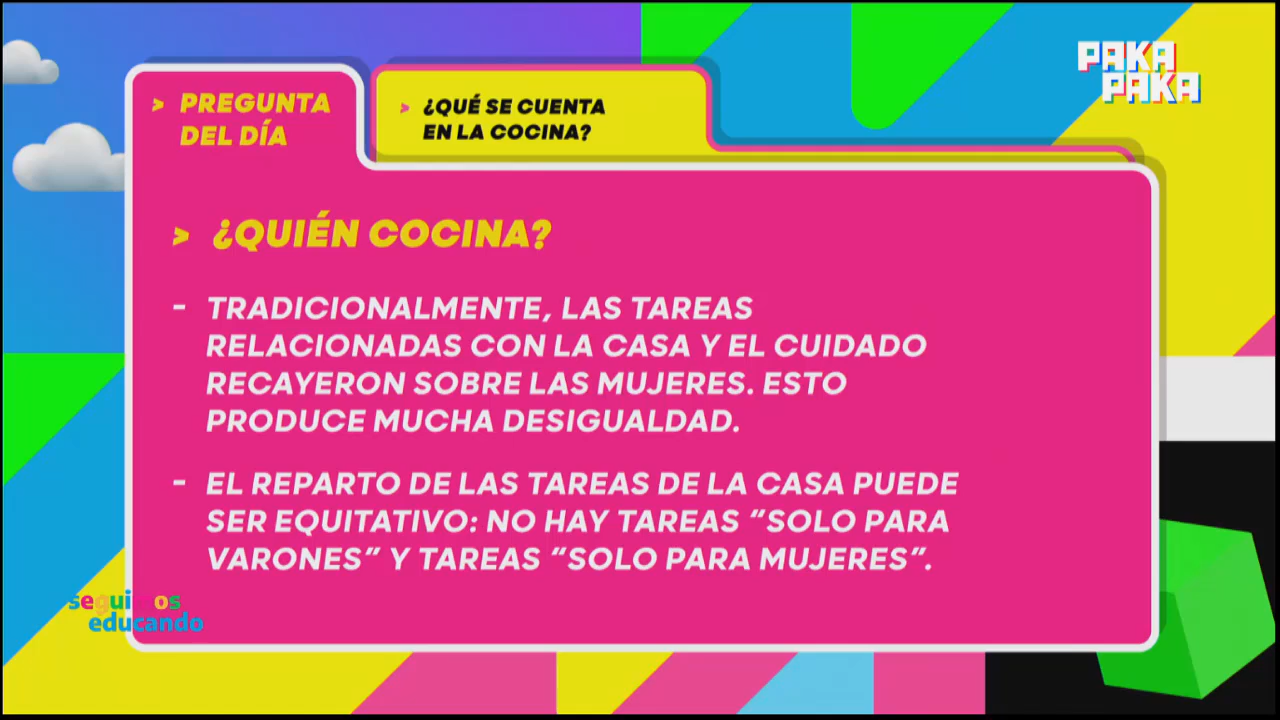 PAKA
PAKA
> PREGUNTA
DEL DÍA
> ¿QUÉ SE CUENTA
EN LA COCINA?
> ¿QUIÉN COCINA?
- TRADICIONALMENTE, LAS TAREAS
RELACIONADAS CON LA CASA Y EL CUIDADO
RECAYERON SOBRE LAS MUJERES. ESTO
PRODUCE MUCHA DESIGUALDAD.
- EL REPARTO DE LAS TAREAS DE LA CASA PUEDE
SER EQUITATIVO: NO HAY TAREAS “SOLO PARA
VARONES” Y TAREAS “SOLO PARA MUJERES”.
seguimos
educando